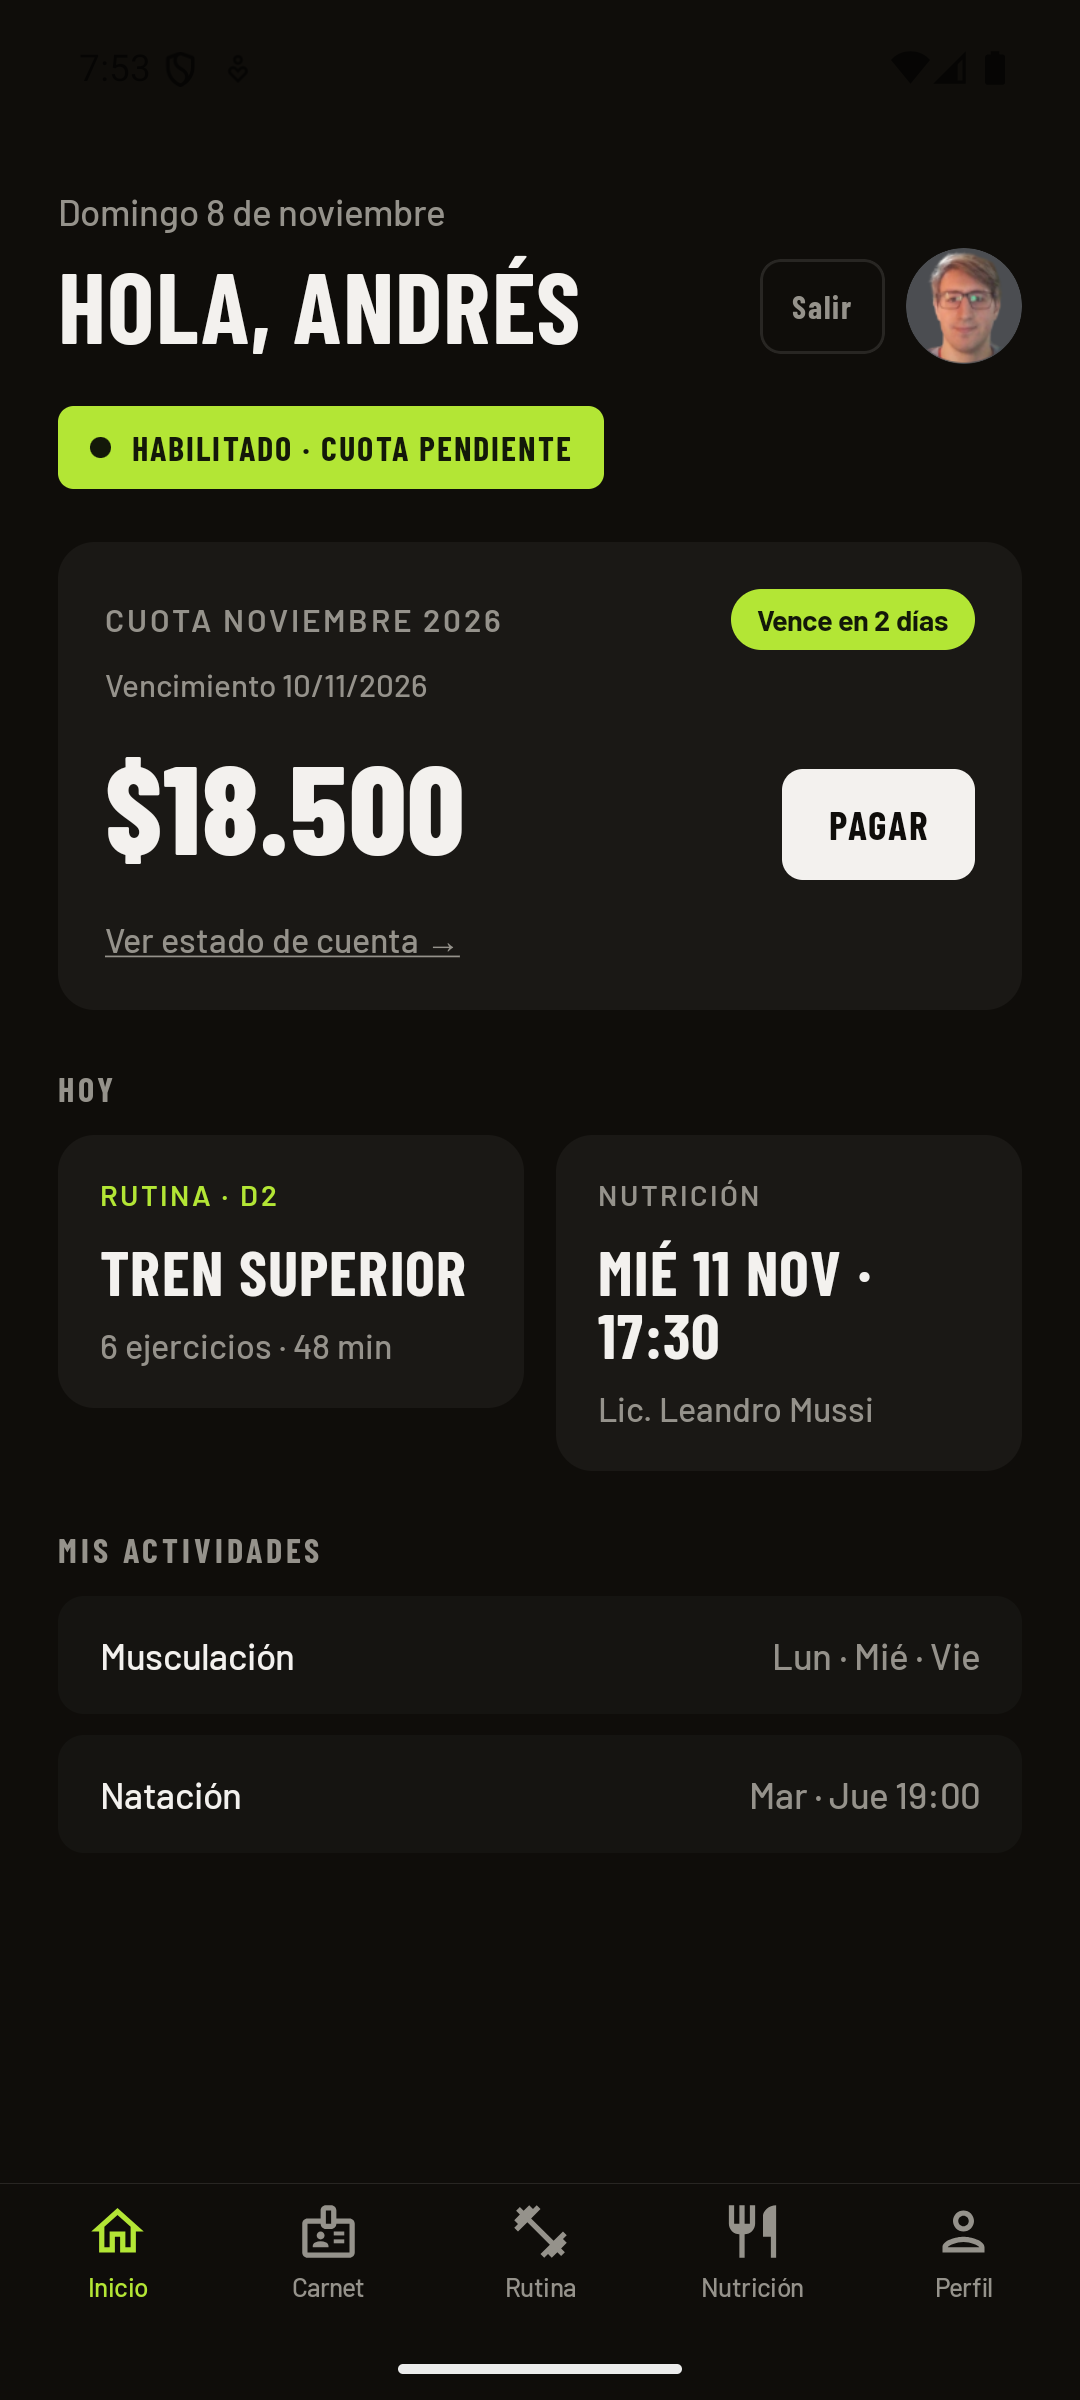 7:53
Domingo 8 de noviembre
HOLA, ANDRÉS
Salir
HABILITADO · CUOTA PENDIENTE
CUOTA NOVIEMBRE 2026
Vence en 2 días
Vencimiento 10/11/2026
$18.500
PAGAR
Ver estado de cuenta →
HOY
RUTINA · D2
TREN SUPERIOR
6 ejercicios · 48 min
NUTRICIÓN
MIÉ 11 NOV ·
17:30
Lic. Leandro Mussi
MIS ACTIVIDADES
Musculación
Lun · Mié · Vie
Natación
Mar · Jue 19:00
Inicio
Carnet
Rutina
Nutrición
Perfil